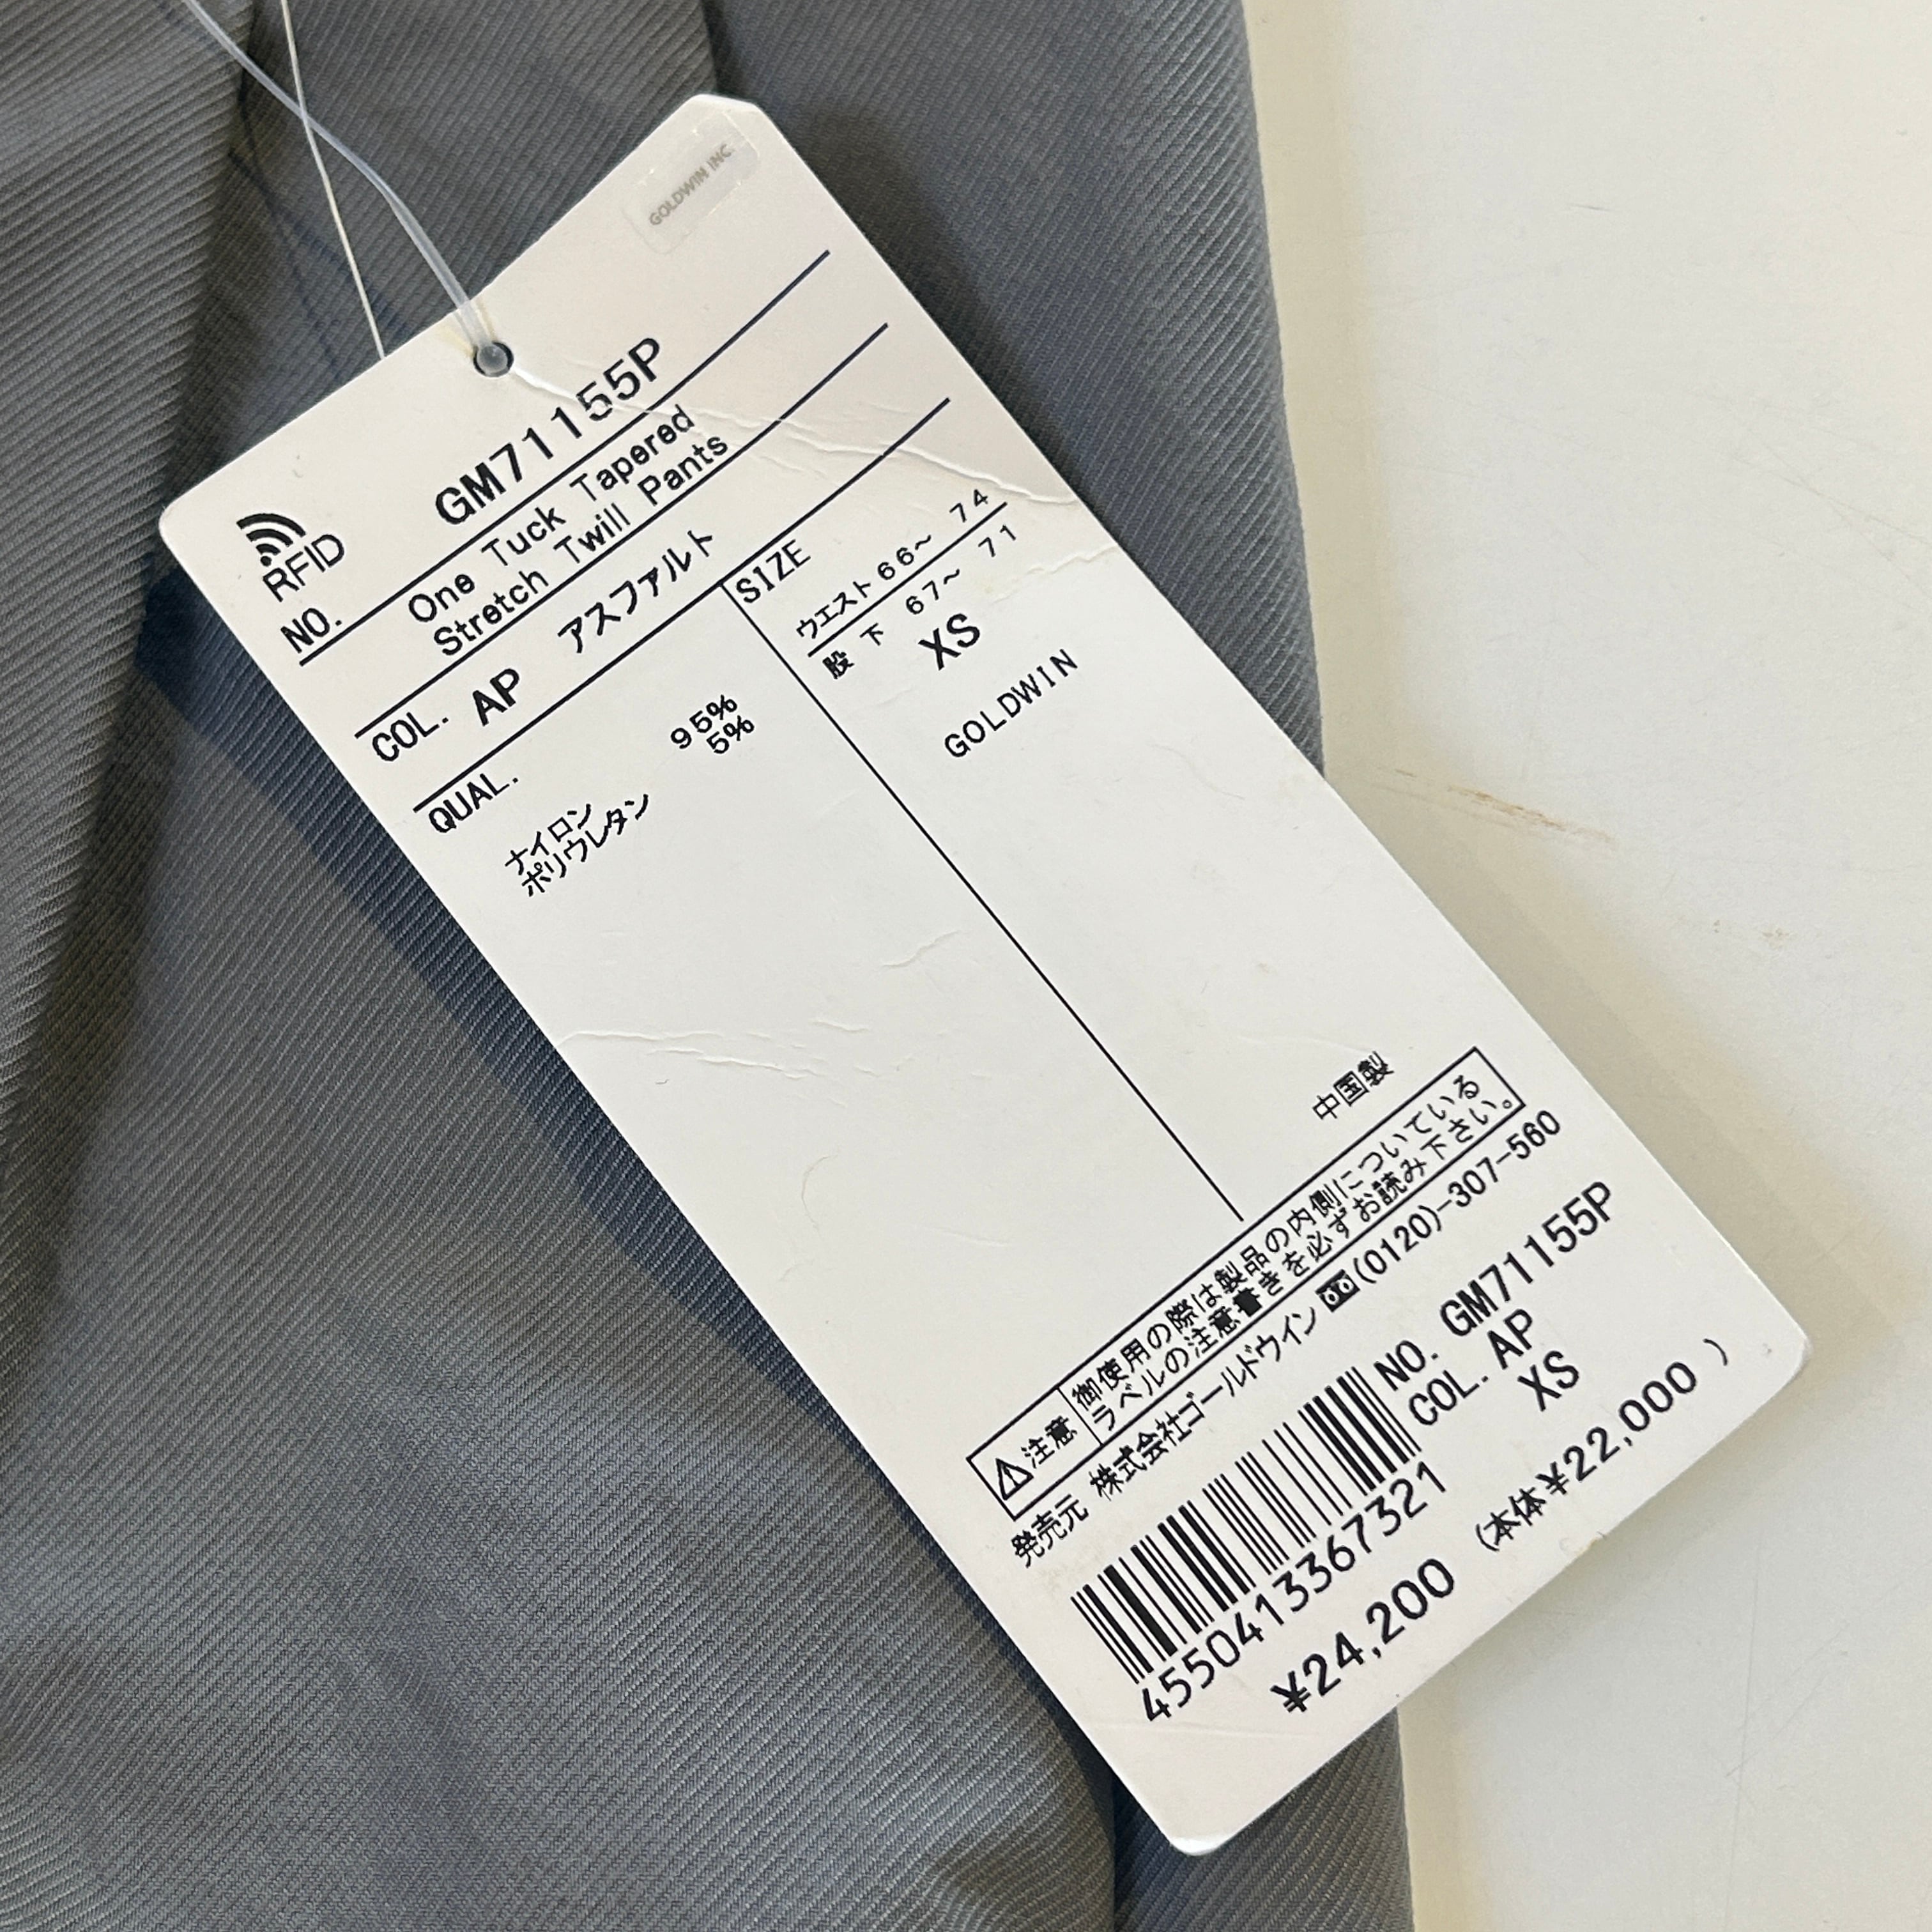 GOLDWIN INC.
RFID
NO. GM71155P
One Tuck Tapered
Stretch Twill Pants
COL. AP アスファルト
QUAL.
ナイロン 95%
ポリウレタン 5%
SIZE
ウエスト 66～ 74
股 下 67～ 71
XS
GOLDWIN
中国製
注意
御使用の際は製品の内側についている
ラベルの注意書きを必ずお読み下さい。
発売元 株式会社ゴールドウイン (0120)-307-560
NO. GM71155P
COL. AP
XS
4550413367321
¥24,200 (本体¥22,000 )